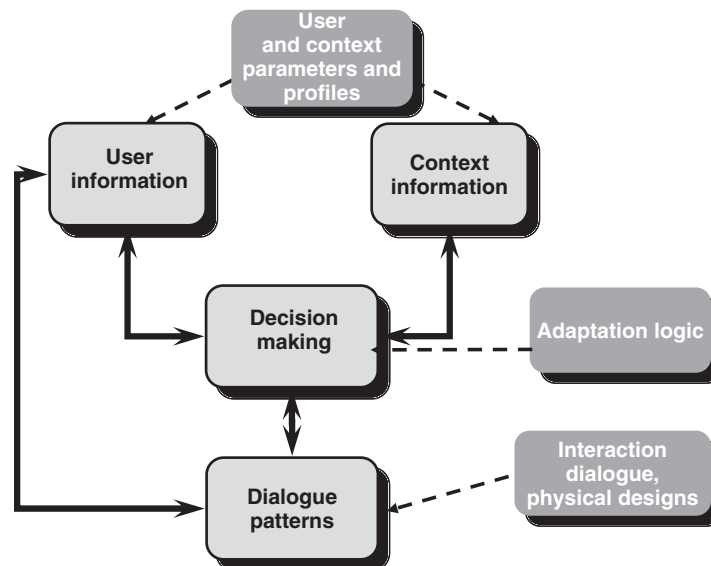 User
and context
parameters and
profiles
User
information
Context
information
Decision
making
Adaptation logic
Interaction
dialogue,
physical designs
Dialogue
patterns